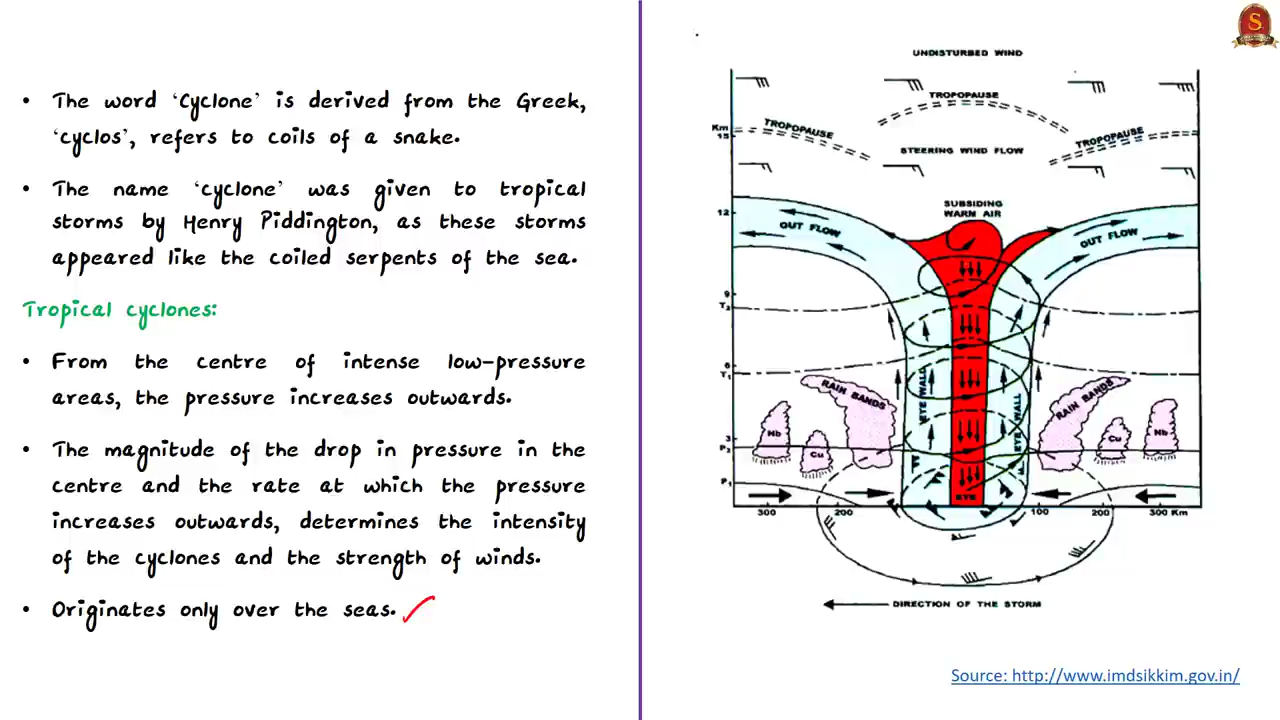 • The word ‘Cyclone’ is derived from the Greek,
‘cyclos’, refers to coils of a snake.
• The name ‘cyclone’ was given to tropical
storms by Henry Piddington, as these storms
appeared like the coiled serpents of the sea.
Tropical cyclones:
• From the centre of intense low-pressure
areas, the pressure increases outwards.
• The magnitude of the drop in pressure in the
centre and the rate at which the pressure
increases outwards, determines the intensity
of the cyclones and the strength of winds.
• Originates only over the seas.
S
UNDISTURBED WIND
TROPOPAUSE
Km
15
TROPOPAUSE
TROPOPAUSE
STEERING WIND FLOW
12
SUBSIDING
WARM AIR
OUT FLOW
OUT FLOW
9
T2
6
T1
RAIN BANDS
EYE WALL
EYE WALL
RAIN BANDS
Nb
Cu
Cu
Nb
3
P2
P1
EYE
300
200
100
200
300 Km
DIRECTION OF THE STORM
Source: http://www.imdsikkim.gov.in/